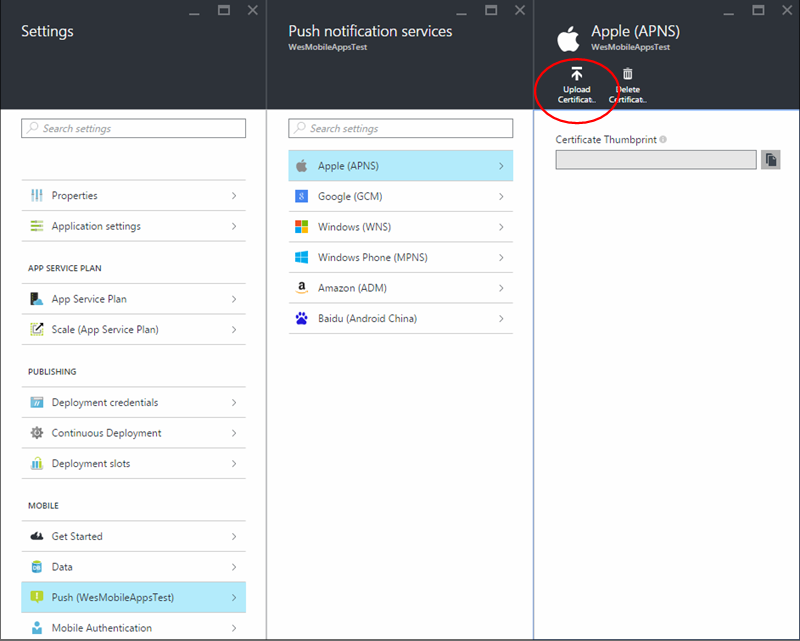 Settings
Search settings
Properties
Application settings
APP SERVICE PLAN
App Service Plan
Scale (App Service Plan)
PUBLISHING
Deployment credentials
Continuous Deployment
Deployment slots
MOBILE
Get Started
Data
Push (WesMobileAppsTest)
Mobile Authentication
Push notification services
WesMobileAppsTest
Search settings
Apple (APNS)
Google (GCM)
Windows (WNS)
Windows Phone (MPNS)
Amazon (ADM)
Baidu (Android China)
Apple (APNS)
WesMobileAppsTest
Upload
Certificat..
Delete
Certificat..
Certificate Thumbprint